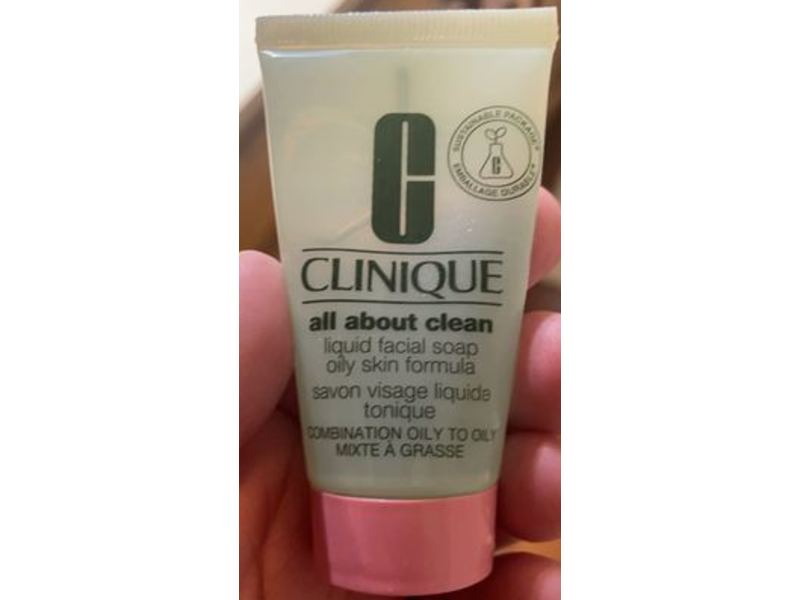 C
SUSTAINABLE PACKAGE*
C
EMBALLAGE DURABLE*
CLINIQUE
all about clean
liquid facial soap
oily skin formula
savon visage liquide
tonique
COMBINATION OILY TO OILY
MIXTE À GRASSE